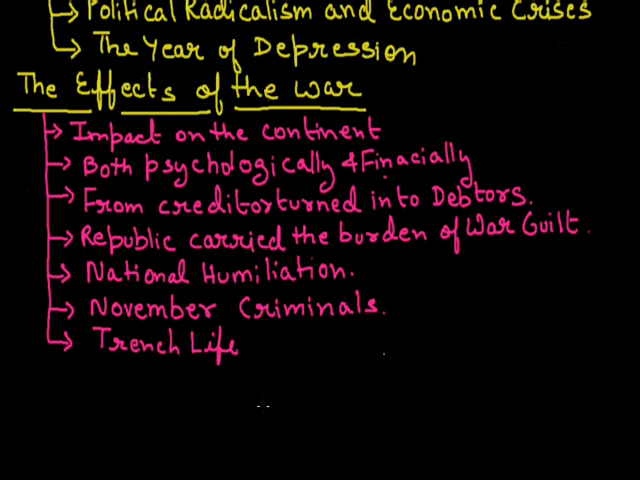 Political Radicalism and Economic Crises
The Year of Depression
The Effects of the war
Impact on the continent
Both psychologically & Finacially
From creditor turned into Debtors.
Republic carried the burden of War Guilt.
National Humiliation.
November Criminals.
Trench Life